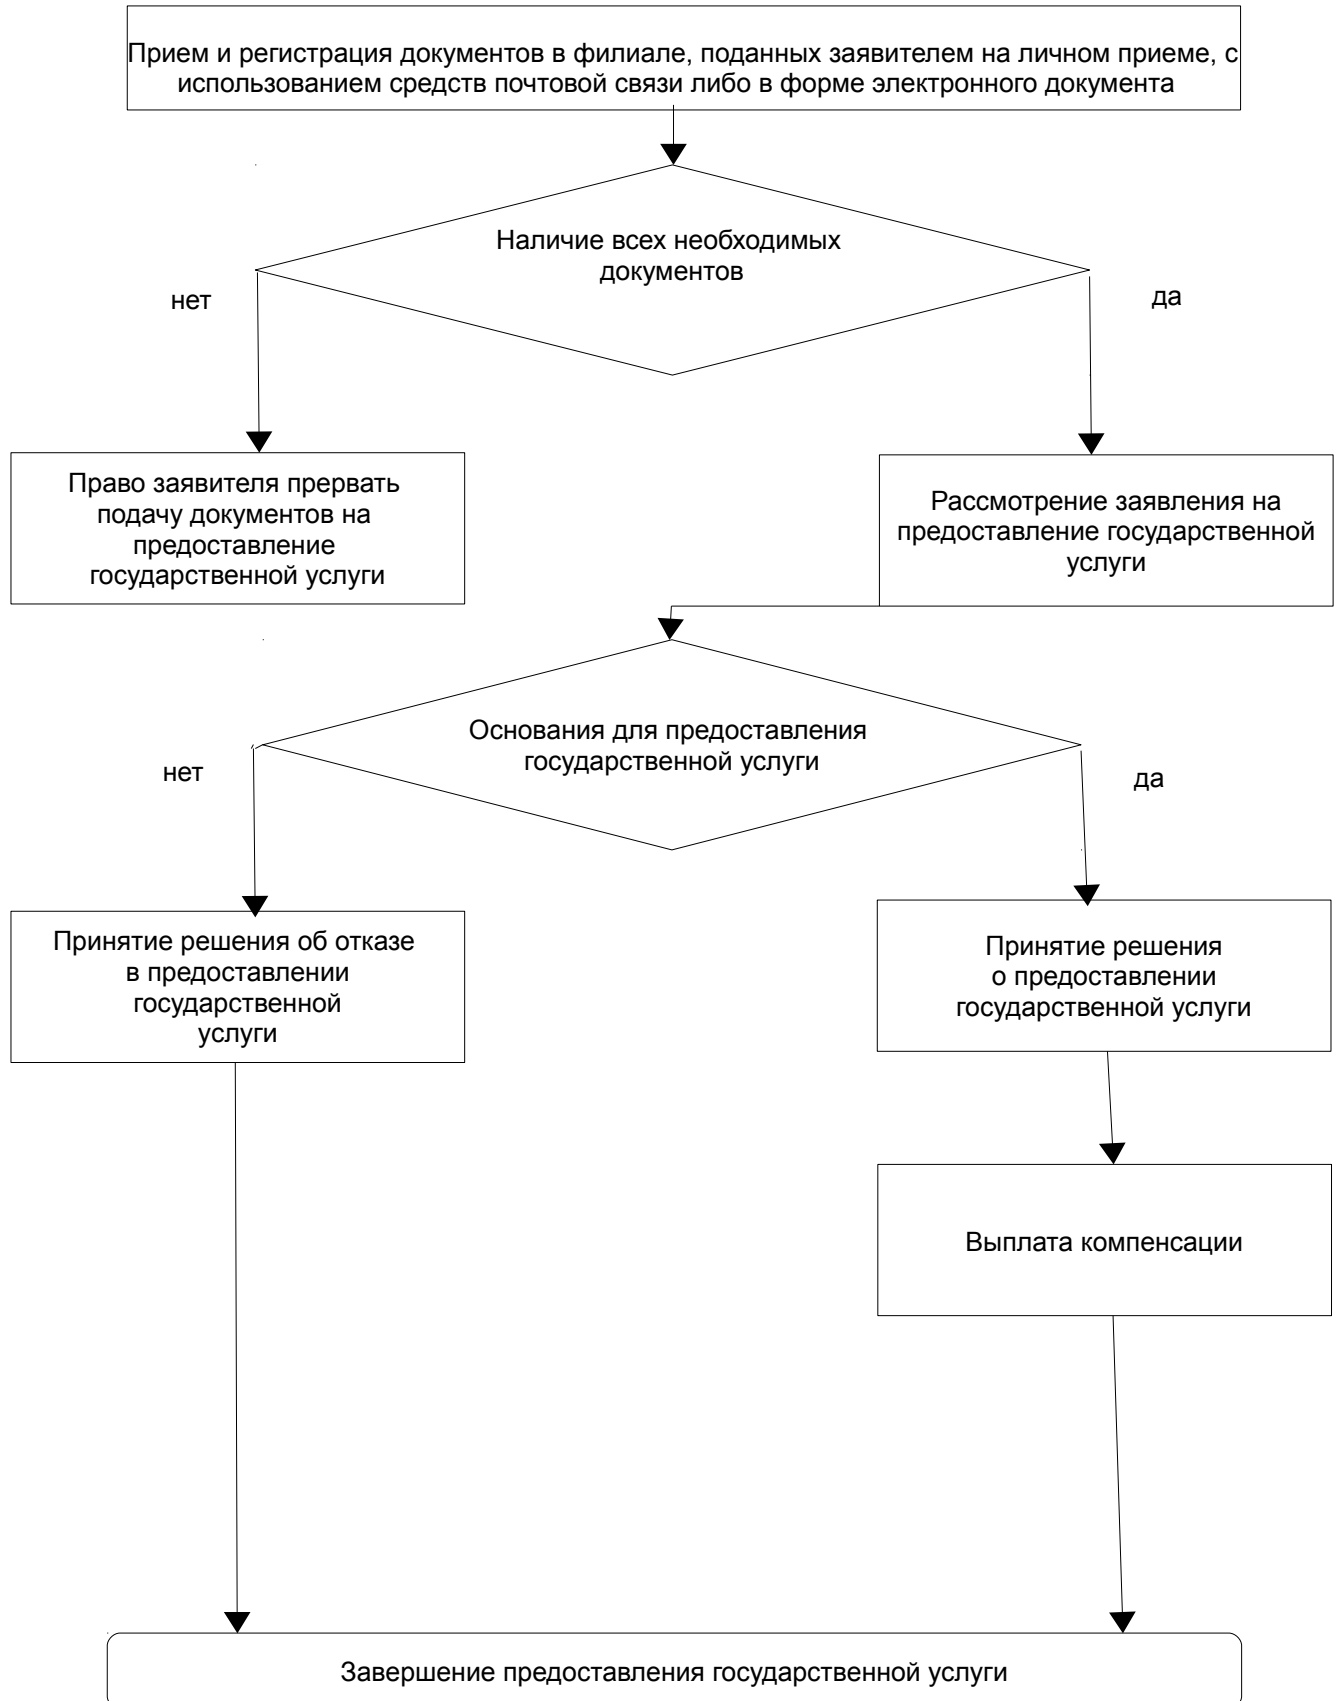 Прием и регистрация документов в филиале, поданных заявителем на личном приеме, с
использованием средств почтовой связи либо в форме электронного документа
Наличие всех необходимых
документов
нет
да
Право заявителя прервать
подачу документов на
предоставление
государственной услуги
Рассмотрение заявления на
предоставление государственной
услуги
Основания для предоставления
государственной услуги
нет
да
Принятие решения об отказе
в предоставлении
государственной
услуги
Принятие решения
о предоставлении
государственной услуги
Выплата компенсации
Завершение предоставления государственной услуги